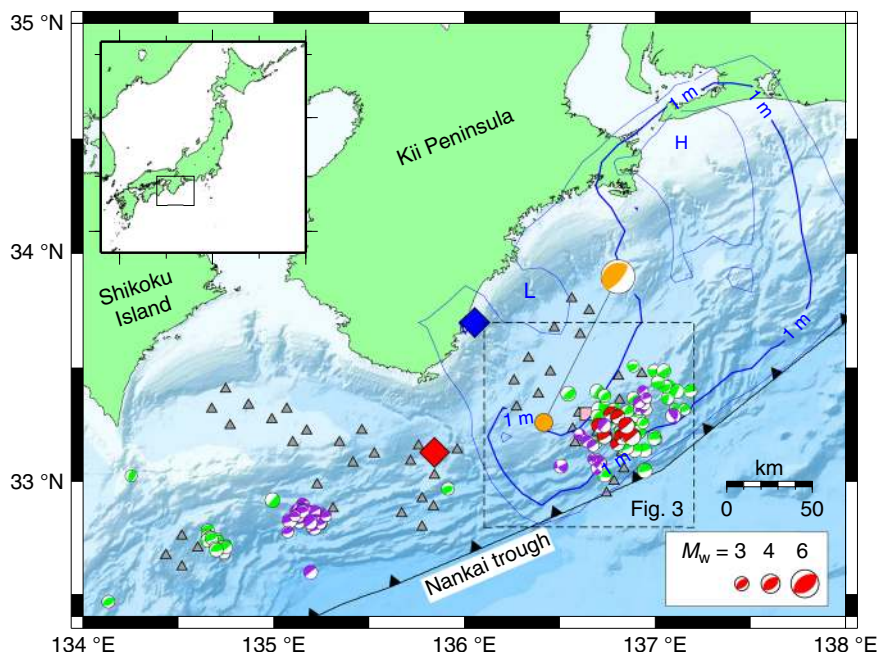 35 °N
34 °N
33 °N
134 °E
135 °E
136 °E
137 °E
138 °E
Kii Peninsula
Shikoku
Island
1 m
1 m
H
L
1 m
1 m
1 m
Fig. 3
Nankai trough
km
0
50
Mw = 3 4 6